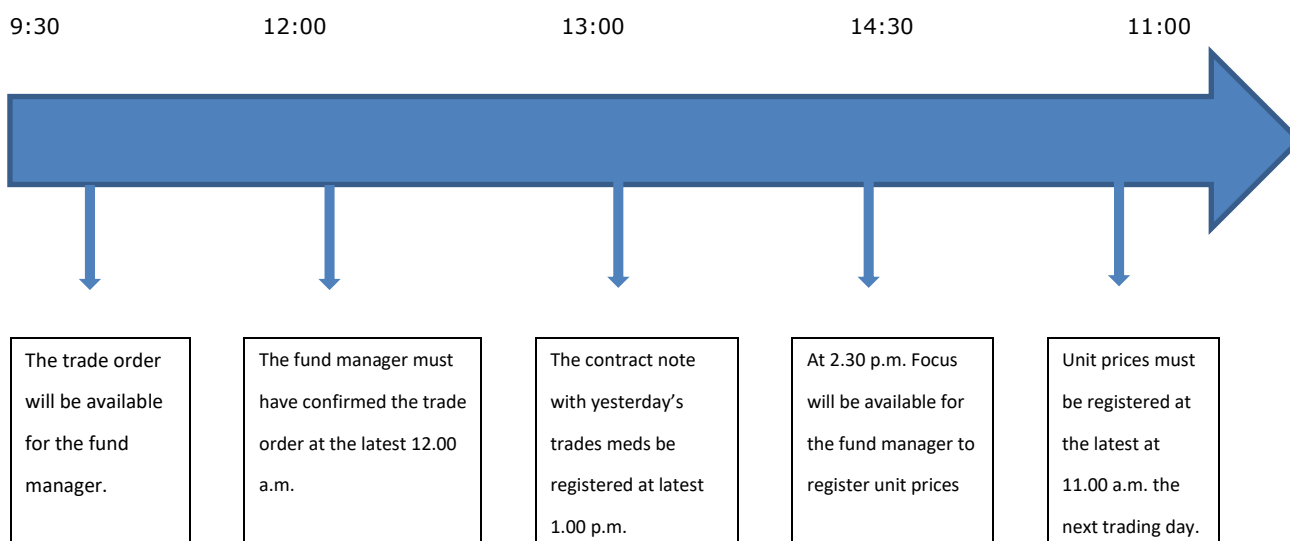 9:30
12:00
13:00
14:30
11:00
The trade order
will be available
for the fund
manager.
The fund manager must
have confirmed the trade
order at the latest 12.00
a.m.
The contract note
with yesterday’s
trades meds be
registered at latest
1.00 p.m.
At 2.30 p.m. Focus
will be available for
the fund manager to
register unit prices
Unit prices must
be registered at
the latest at
11.00 a.m. the
next trading day.